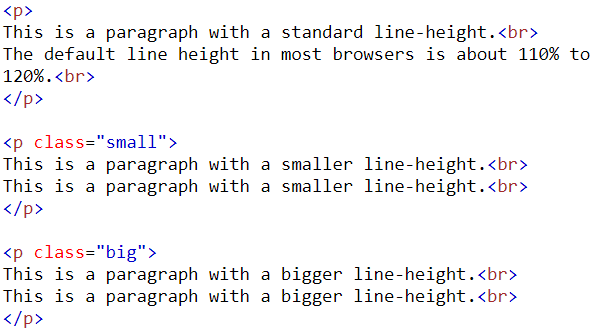 <p>
This is a paragraph with a standard line-height.<br>
The default line height in most browsers is about 110% to
120%.<br>
</p>
<p class="small">
This is a paragraph with a smaller line-height.<br>
This is a paragraph with a smaller line-height.<br>
</p>
<p class="big">
This is a paragraph with a bigger line-height.<br>
This is a paragraph with a bigger line-height.<br>
</p>